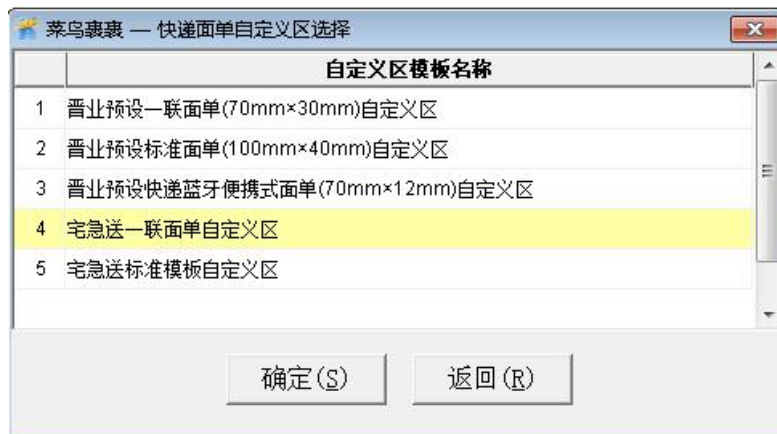 菜鸟裹裹 — 快递面单自定义区选择
自定义区模板名称
1 晋业预设一联面单(70mm×30mm)自定义区
2 晋业预设标准面单(100mm×40mm)自定义区
3 晋业预设快递蓝牙便携式面单(70mm×12mm)自定义区
4 宅急送一联面单自定义区
5 宅急送标准模板自定义区
确定(S) 返回(R)